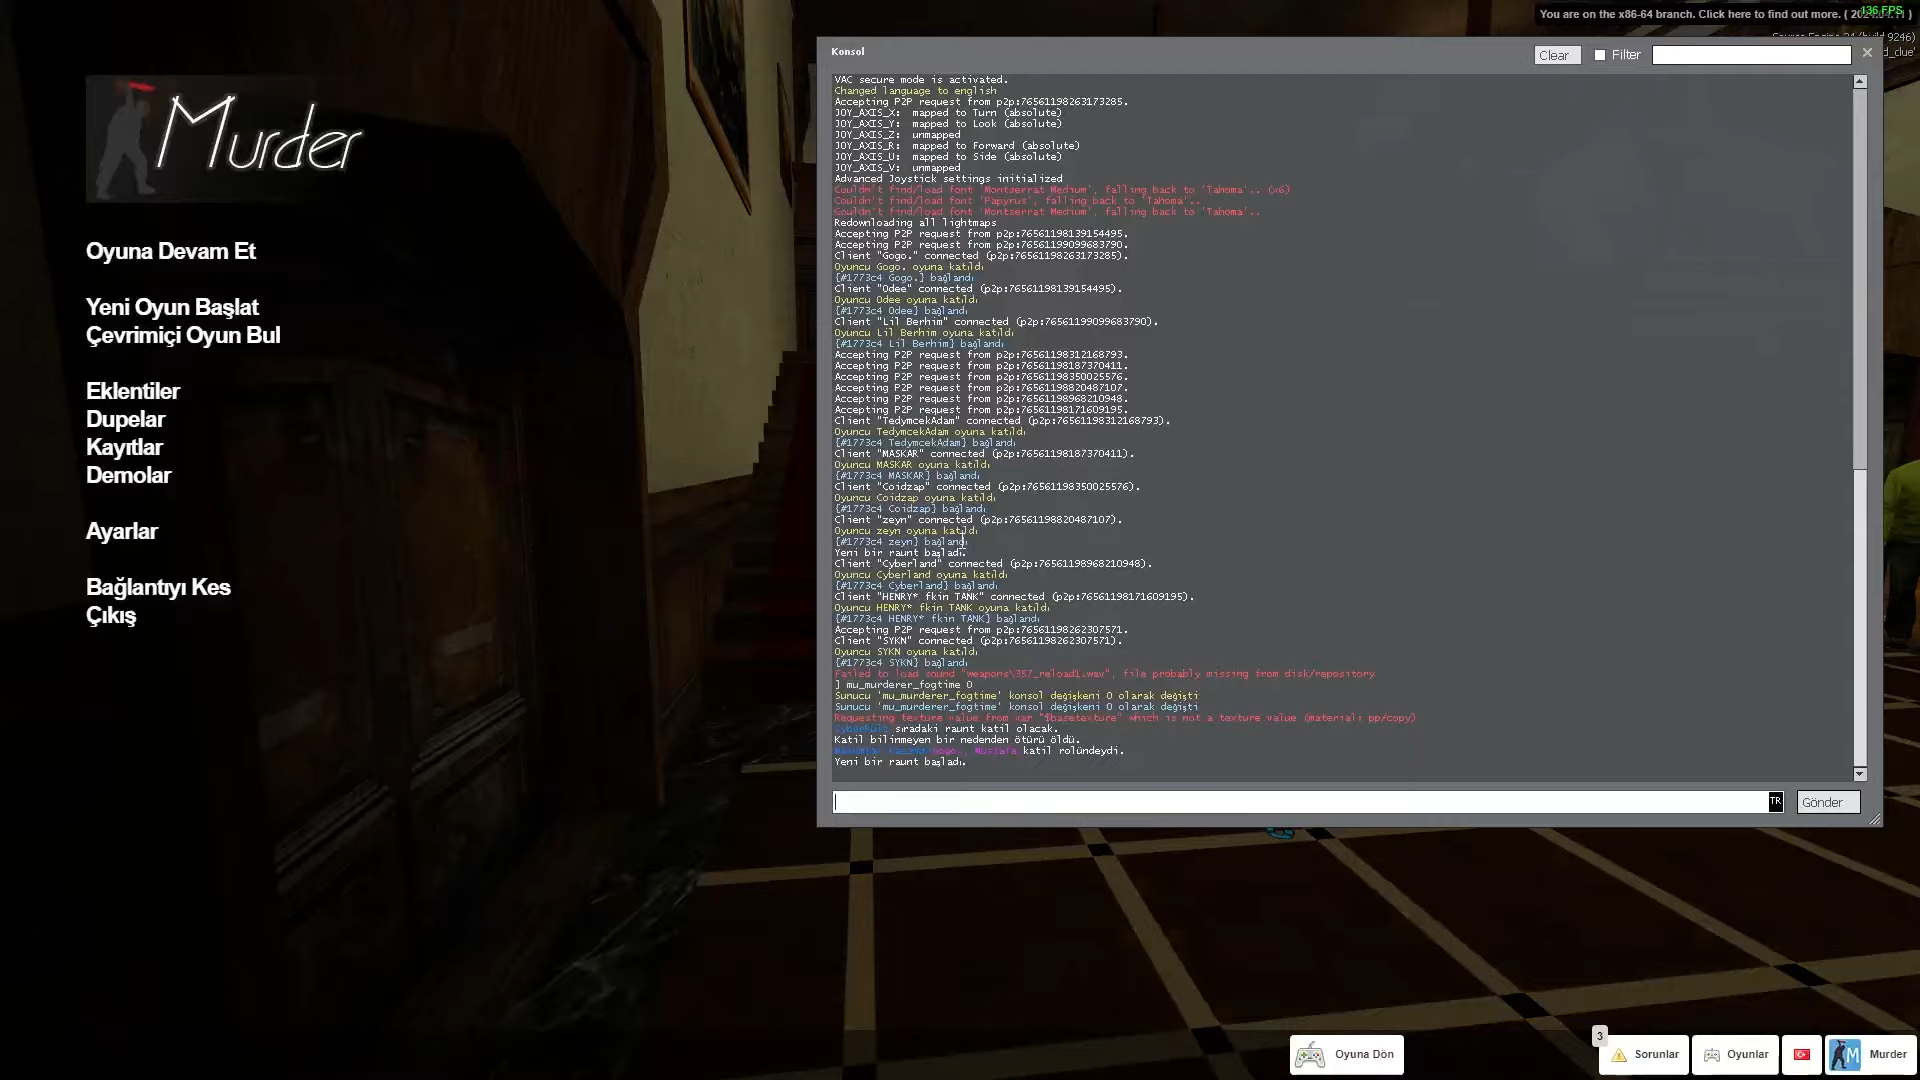 You are on the x86-64 branch. Click here to find out more.
136 FPS
9246)
d_clue'
Murder
Oyuna Devam Et
Yeni Oyun Başlat
Çevrimiçi Oyun Bul
Eklentiler
Dupelar
Kayıtlar
Demolar
Ayarlar
Bağlantıyı Kes
Çıkış
Konsol
Clear
Filter
VAC secure mode is activated.
Changed language to english
Accepting P2P request from p2p:76561198263173285.
JOY_AXIS_X: mapped to Turn (absolute)
JOY_AXIS_Y: mapped to Look (absolute)
JOY_AXIS_Z: unmapped
JOY_AXIS_R: mapped to Forward (absolute)
JOY_AXIS_U: mapped to Side (absolute)
JOY_AXIS_V: unmapped
Advanced Joystick settings initialized
Couldn't find/load font 'Montserrat Medium', falling back to 'Tahoma'.. (x6)
Couldn't find/load font 'Papyrus', falling back to 'Tahoma'..
Couldn't find/load font 'Montserrat Medium', falling back to 'Tahoma'..
Redownloading all lightmaps
Accepting P2P request from p2p:76561198139154495.
Accepting P2P request from p2p:76561199099683790.
Client "Gogo." connected (p2p:76561198263173285).
Oyuncu Gogo. oyuna katıldı
{#1773c4 Gogo.} bağlandı
Client "Odee" connected (p2p:76561198139154495).
Oyuncu Odee oyuna katıldı
{#1773c4 Odee} bağlandı
Client "Lil Berhim" connected (p2p:76561199099683790).
Oyuncu Lil Berhim oyuna katıldı
{#1773c4 Lil Berhim} bağlandı
Accepting P2P request from p2p:76561198312168793.
Accepting P2P request from p2p:76561198187370411.
Accepting P2P request from p2p:76561198350025576.
Accepting P2P request from p2p:76561198820487107.
Accepting P2P request from p2p:76561198968210948.
Accepting P2P request from p2p:76561198171609195.
Client "TedymcekAdam" connected (p2p:76561198312168793).
Oyuncu TedymcekAdam oyuna katıldı
{#1773c4 TedymcekAdam} bağlandı
Client "MASKAR" connected (p2p:76561198187370411).
Oyuncu MASKAR oyuna katıldı
{#1773c4 MASKAR} bağlandı
Client "Coidzap" connected (p2p:76561198350025576).
Oyuncu Coidzap oyuna katıldı
{#1773c4 Coidzap} bağlandı
Client "zeyn" connected (p2p:76561198820487107).
Oyuncu zeyn oyuna katıldı
{#1773c4 zeyn} bağlandı
Yeni bir raunt başladı.
Client "Cyberland" connected (p2p:76561198968210948).
Oyuncu Cyberland oyuna katıldı
{#1773c4 Cyberland} bağlandı
Client "HENRY* fkin TANK" connected (p2p:76561198171609195).
Oyuncu HENRY* fkin TANK oyuna katıldı
{#1773c4 HENRY* fkin TANK} bağlandı
Accepting P2P request from p2p:76561198262307571.
Client "SYKN" connected (p2p:76561198262307571).
Oyuncu SYKN oyuna katıldı
{#1773c4 SYKN} bağlandı
Failed to load sound "weapons\357_reload1.wav", file probably missing from disk/repository
] mu_murderer_fogtime 0
Sunucu 'mu_murderer_fogtime' konsol değişkeni 0 olarak değişti
Sunucu 'mu_murderer_fogtime' konsol değişkeni 0 olarak değişti
Requesting texture value from var "$basetexture" which is not a texture value (material: pp/copy)
sıradaki raunt katil olacak.
Katil bilinmeyen bir nedenden ötürü öldü.
Gogo., Mustafa katil rolündeydi.
Yeni bir raunt başladı.
TR
Gönder
Oyuna Dön
3
Sorunlar
Oyunlar
M
Murder